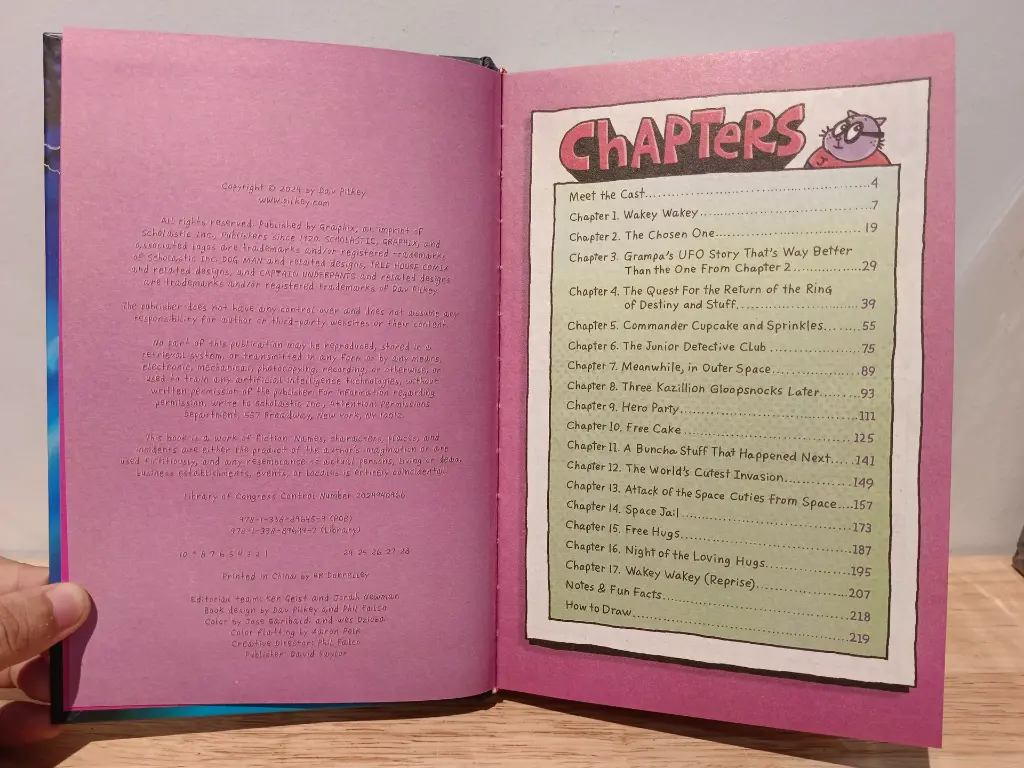 Copyright © 2024 by Dav Pilkey
www.pilkey.com
All rights reserved. Published by Graphix, an imprint of
Scholastic Inc., Publishers since 1920. SCHOLASTIC, GRAPHIX, and
associated logos are trademarks and/or registered trademarks
of Scholastic Inc. DOG MAN and related designs, TREE HOUSE COMIX
and related designs, and CAPTAIN UNDERPANTS and related designs
are trademarks and/or registered trademarks of Dav Pilkey.
The publisher does not have any control over and does not assume any
responsibility for author or third-party websites or their content.
No part of this publication may be reproduced, stored in a
retrieval system, or transmitted in any form or by any means,
electronic, mechanical, photocopying, recording, or otherwise, or
used to train any artificial intelligence technologies, without
written permission of the publisher. For information regarding
permission, write to Scholastic Inc., Attention: Permissions
Department, 557 Broadway, New York, NY 10012.
This book is a work of fiction. Names, characters, places, and
incidents are either the product of the author's imagination or are
used fictitiously, and any resemblance to actual persons, living or dead,
business establishments, events, or locales is entirely coincidental.
Library of Congress Control Number
(POB)
(Library)
10 9 8 7 6 5 4 3 2 1 24 25 26 27 28
Printed in China
Editorial team: Ken Geist and Jonah Newman
Book design by Dav Pilkey and Phil Falco
Color by Jose Garibaldi and Wes Dzioba
Color flatting by Aaron Polk
Creative Director: Phil Falco
Publisher: David Saylor
CHAPTERS
Meet the Cast....4
Chapter 1. Wakey Wakey....7
Chapter 2. The Chosen One....19
Chapter 3. Grampa's UFO Story That's Way Better
Than the One From Chapter 2....29
Chapter 4. The Quest For the Return of the Ring
of Destiny and Stuff....39
Chapter 5. Commander Cupcake and Sprinkles....55
Chapter 6. The Junior Detective Club....75
Chapter 7. Meanwhile, in Outer Space....89
Chapter 8. Three Kazillion Gloopsnocks Later....93
Chapter 9. Hero Party....111
Chapter 10. Free Cake....125
Chapter 11. A Buncha Stuff That Happened Next....141
Chapter 12. The World's Cutest Invasion....149
Chapter 13. Attack of the Space Cuties from Space....157
Chapter 14. Space Jail....173
Chapter 15. Free Hugs....187
Chapter 16. Night of the Loving Hugs....195
Chapter 17. Wakey Wakey (Reprise)....207
Notes & Fun Facts....218
How to Draw....219